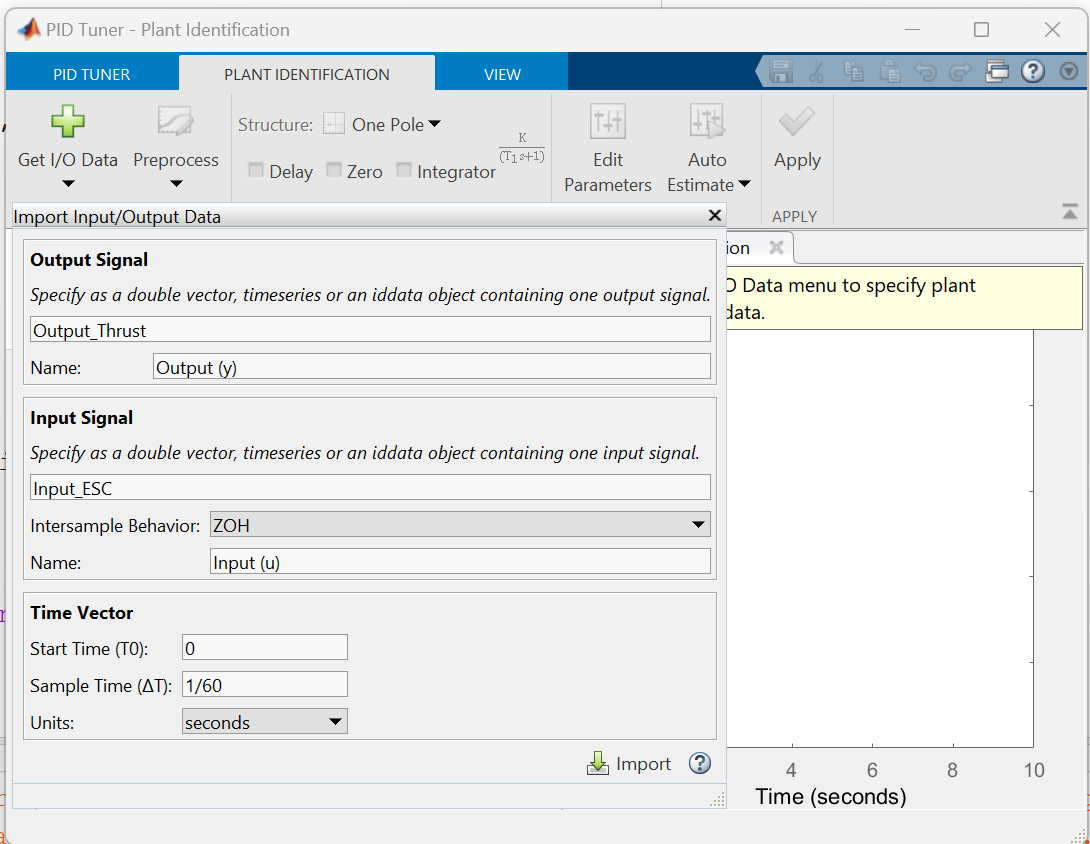 PID Tuner - Plant Identification
PID TUNER
PLANT IDENTIFICATION
VIEW
Get I/O Data
Preprocess
Structure:
One Pole
Delay
Zero
Integrator
K
(T1s+1)
Edit
Parameters
Auto
Estimate
Apply
APPLY
Import Input/Output Data
ion
Output Signal
Specify as a double vector, timeseries or an iddata object containing one output signal.
Output_Thrust
Name:
Output (y)
O Data menu to specify plant
data.
Input Signal
Specify as a double vector, timeseries or an iddata object containing one input signal.
Input_ESC
Intersample Behavior:
ZOH
Name:
Input (u)
Time Vector
Start Time (T0):
0
Sample Time (ΔT):
1/60
Units:
seconds
Import
4 6 8 10
Time (seconds)